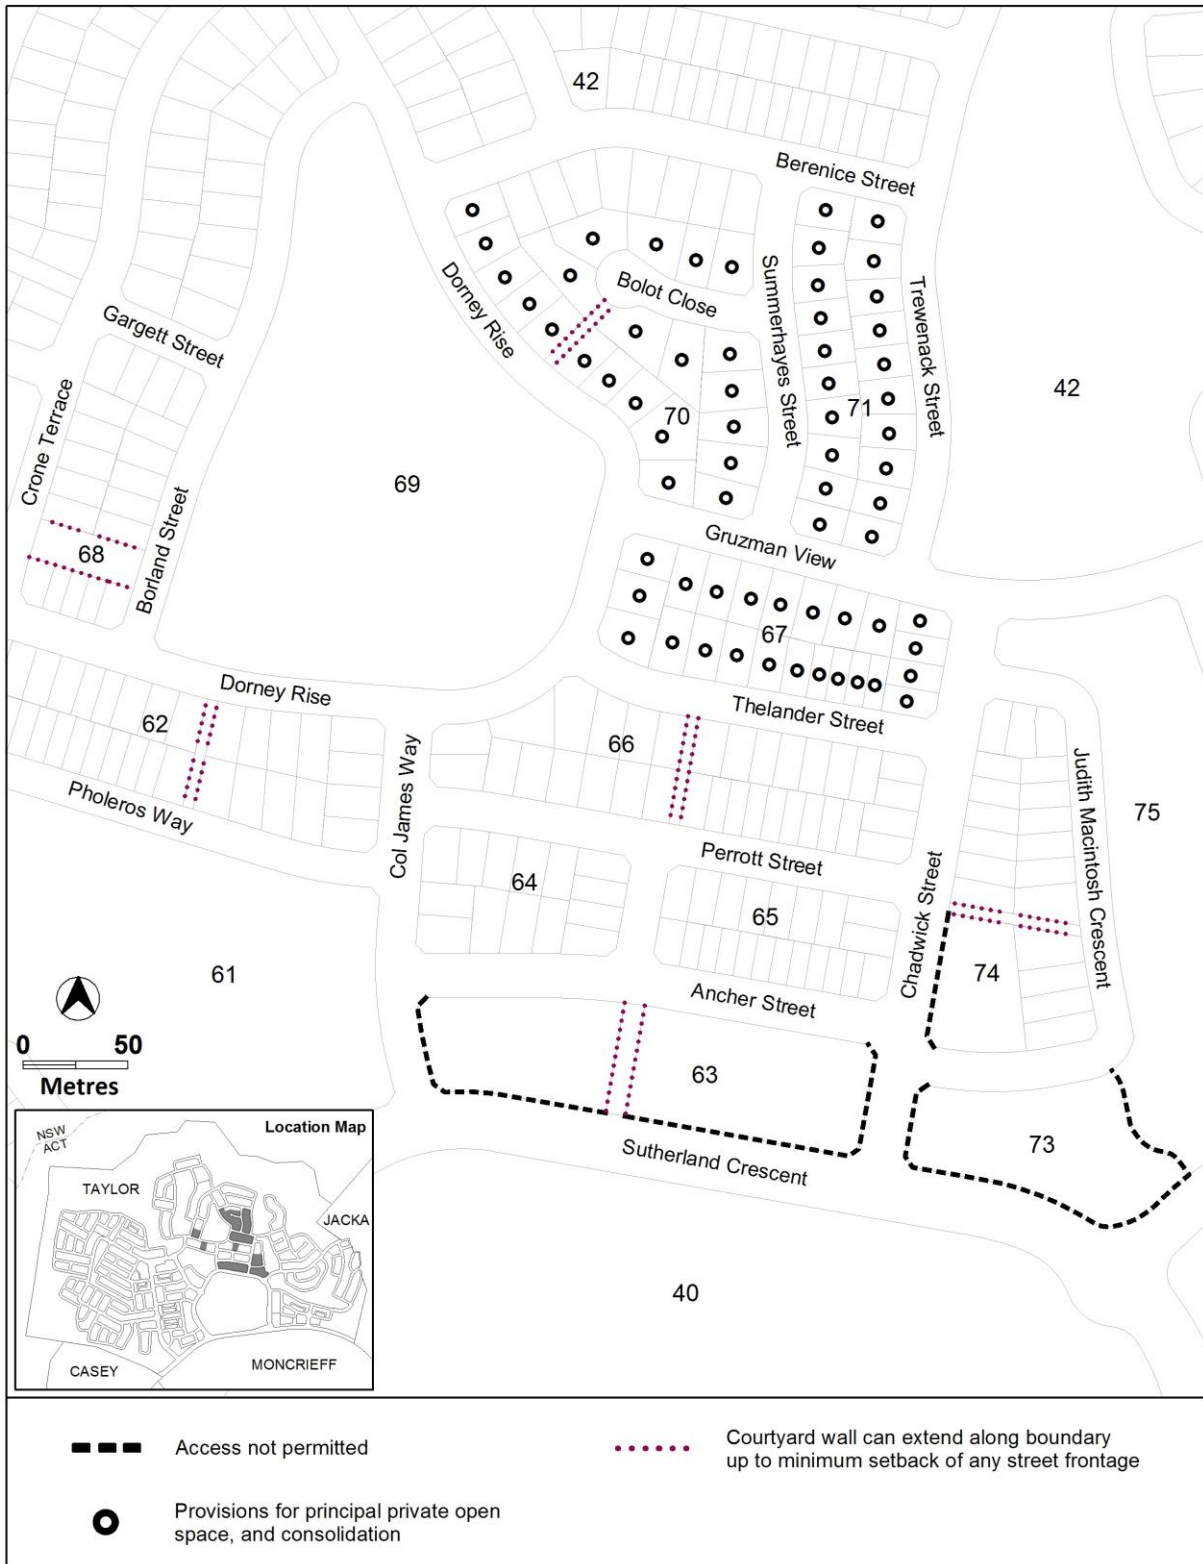 42
Berenice Street
Dorney Rise
Bolot Close
Summerhayes Street
Trewenack Street
Gargett Street
42
71
70
Crone Terrace
69
Borland Street
68
Gruzman View
67
Dorney Rise
62
Thelander Street
66
Pholeros Way
Col James Way
Judith Macintosh Crescent
75
Perrott Street
64
65
Chadwick Street
61
74
Ancher Street
0 50
Metres
63
Sutherland Crescent
73
40
Location Map
NSW
ACT
TAYLOR
JACKA
CASEY
MONCRIEFF
Access not permitted
Courtyard wall can extend along boundary
up to minimum setback of any street frontage
Provisions for principal private open
space, and consolidation